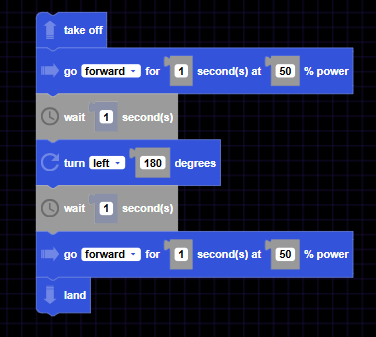 take off
go forward for 1 second(s) at 50 % power
wait 1 second(s)
turn left 180 degrees
wait 1 second(s)
go forward for 1 second(s) at 50 % power
land